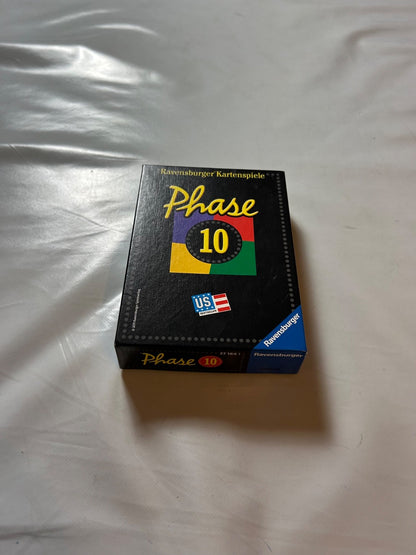 Ravensburger Kartenspiele
Phase
10
US
Ravensburger
Phase 10
Ravensburger